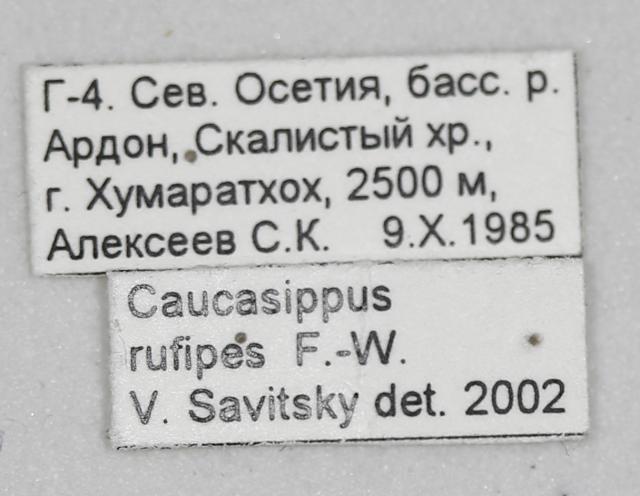 Г-4. Сев. Осетия, басс. р.
Ардон, Скалистый хр.,
г. Хумаратхох, 2500 м,
Алексеев С.К. 9.X.1985
Caucasippus
rufipes F.-W.
V. Savitsky det. 2002